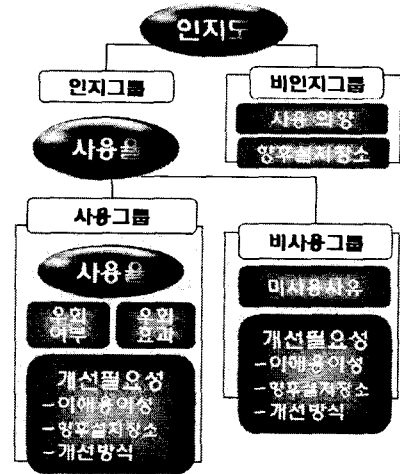 인지도
인지그룹
비인지그룹
사용 의향
향후설치장소
사용율
사용그룹
비사용그룹
사용율
미사용사유
우회
여부
우회
효과
개선필요성
-이해용이성
-향후설치장소
-개선방식
개선필요성
-이해용이성
-향후설치장소
-개선방식